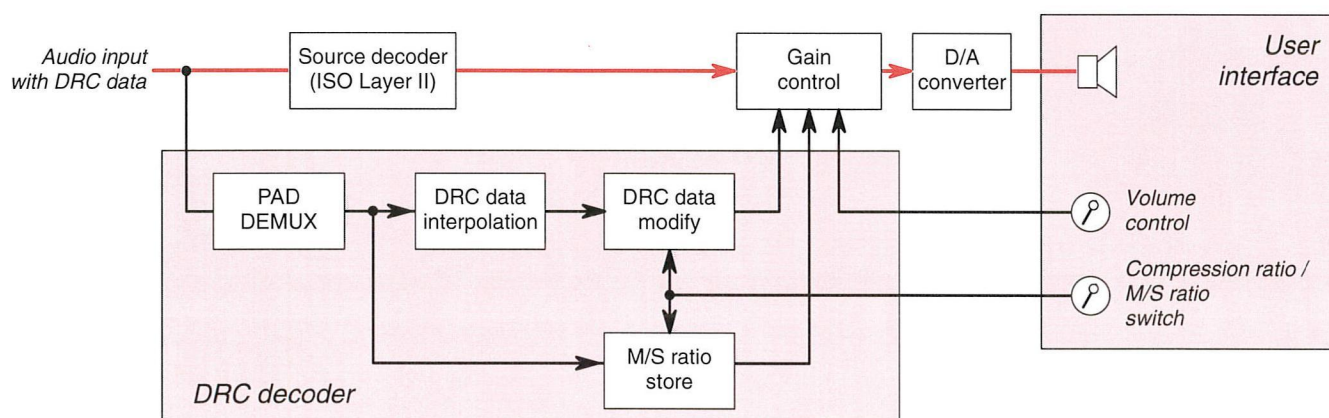 Audio input
with DRC data
Source decoder
(ISO Layer II)
Gain
control
D/A
converter
User
interface
PAD
DEMUX
DRC data
interpolation
DRC data
modify
Volume
control
Compression ratio /
M/S ratio
switch
M/S ratio
store
DRC decoder